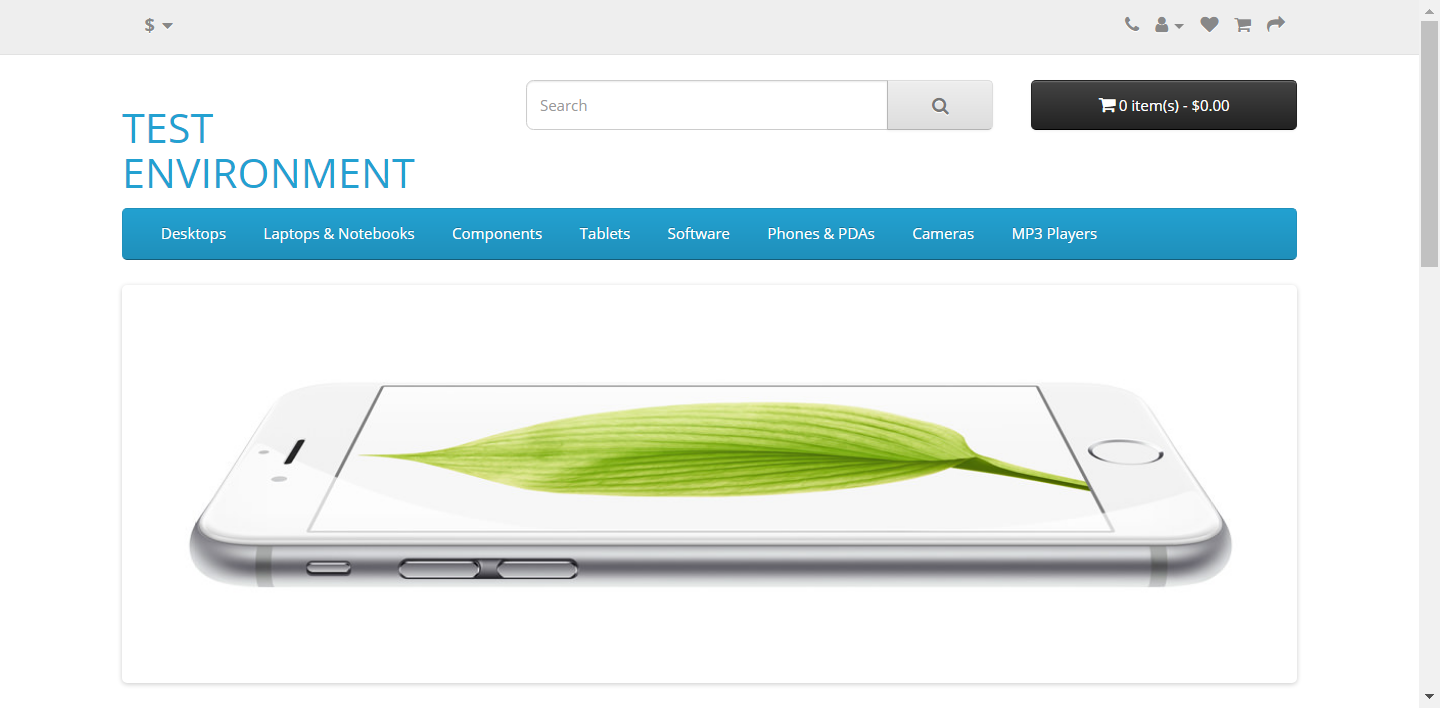 $
Search
0 item(s) - $0.00
TEST
ENVIRONMENT
Desktops
Laptops & Notebooks
Components
Tablets
Software
Phones & PDAs
Cameras
MP3 Players